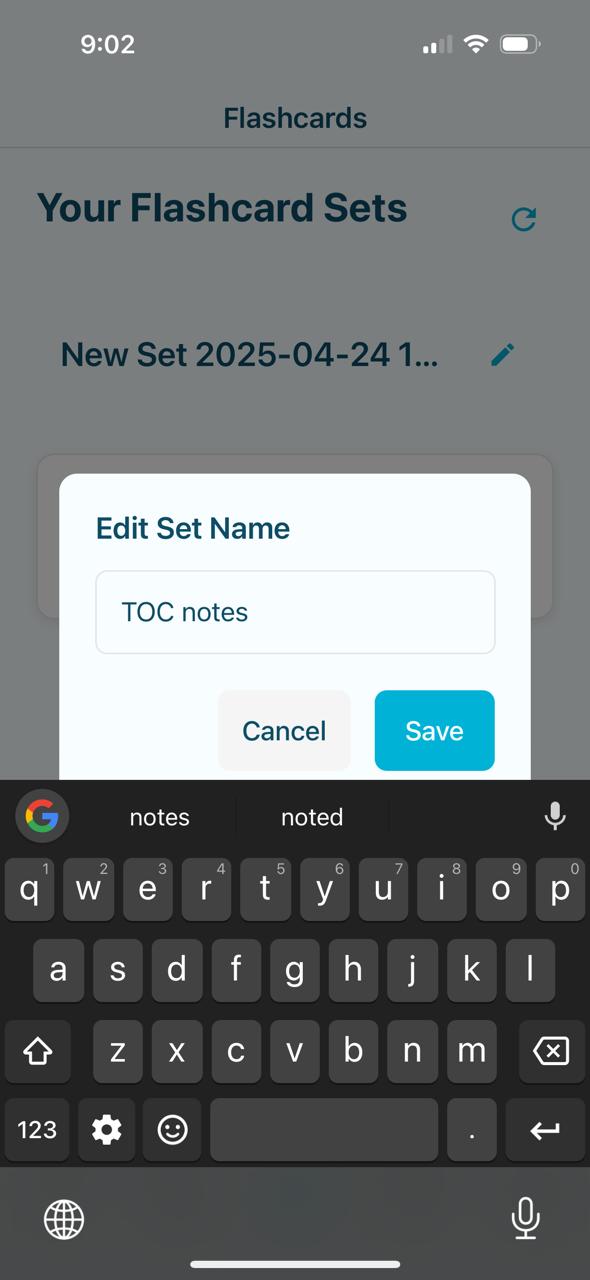 9:02
Flashcards
Your Flashcard Sets
New Set 2025-04-24 1...
Edit Set Name
TOC notes
Cancel Save
notes noted
1 2 3 4 5 6 7 8 9 0
q w e r t y u i o p
a s d f g h j k l
z x c v b n m
123 .